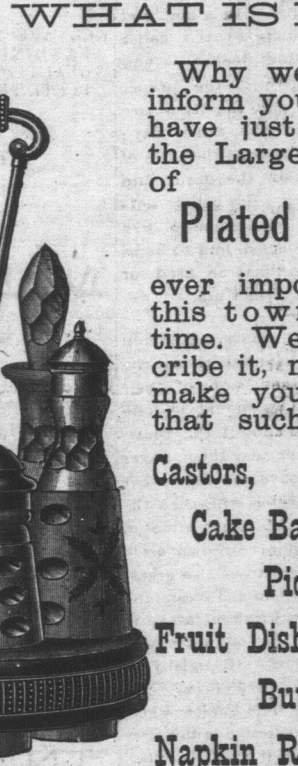 WHAT IS
Why we
inform you
have just
the Large
of
Plated
ever impo
this town
time. We
cribe it, n
make you
that such
Castors,
Cake Ba
Pic
Fruit Dish
But
Napkin R